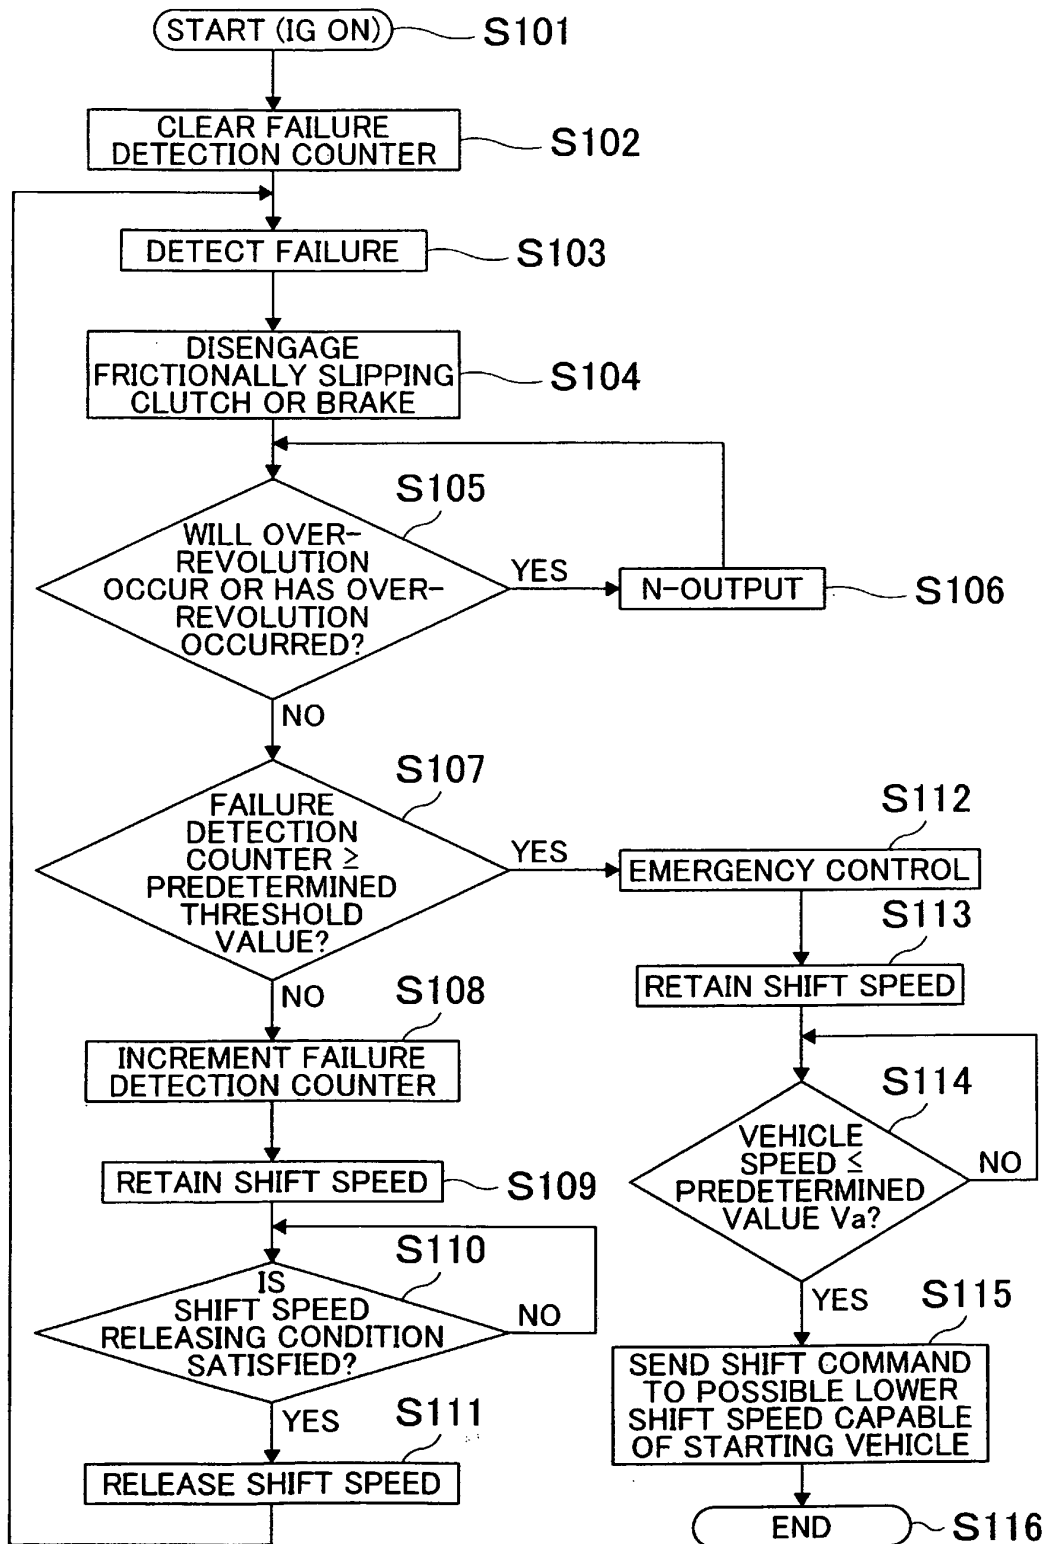 START (IG ON)
S101
CLEAR FAILURE
DETECTION COUNTER
S102
DETECT FAILURE
S103
DISENGAGE
FRICTIONALLY SLIPPING
CLUTCH OR BRAKE
S104
S105
WILL OVER-
REVOLUTION
OCCUR OR HAS OVER-
REVOLUTION
OCCURRED?
YES
N-OUTPUT
S106
NO
S107
FAILURE
DETECTION
COUNTER ≥
PREDETERMINED
THRESHOLD
VALUE?
YES
NO
S108
INCREMENT FAILURE
DETECTION COUNTER
RETAIN SHIFT SPEED
S109
S110
IS
SHIFT SPEED
RELEASING CONDITION
SATISFIED?
NO
YES
S111
RELEASE SHIFT SPEED
S112
EMERGENCY CONTROL
S113
RETAIN SHIFT SPEED
S114
VEHICLE
SPEED ≤
PREDETERMINED
VALUE Va?
NO
YES
S115
SEND SHIFT COMMAND
TO POSSIBLE LOWER
SHIFT SPEED CAPABLE
OF STARTING VEHICLE
END
S116